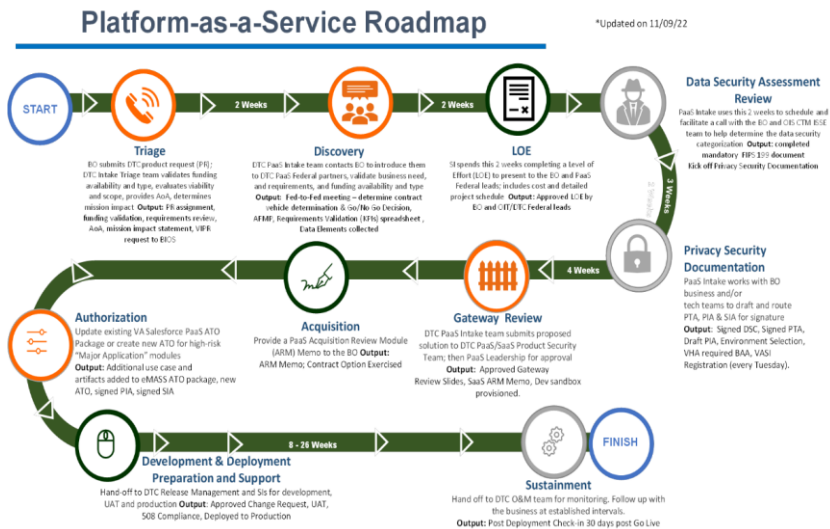 Platform-as-a-Service Roadmap
*Updated on 11/09/22
START
2 Weeks
2 Weeks
Triage
BO submits DTC product request (PR);
DTC Intake Triage team validates funding
availability and type, evaluates viability
and scope, provides AoA, determines
mission impact Output: PR assignment,
funding validation, requirements review,
AoA, mission impact statement, VIPR
request to BIOS
Discovery
DTC PaaS Intake team contacts BO to introduce them
to DTC PaaS Federal partners, validate business need,
and requirements, and funding availability and type
Output: Fed-to-Fed meeting – determine contract
vehicle determination & Go/No Go Decision,
AFMP, Requirements Validation (KPIs) spreadsheet ,
Data Elements collected
LOE
SI spends this 2 weeks completing a Level of
Effort (LOE) to present to the BO and PaaS
Federal leads; includes cost and detailed
project schedule Output: Approved LOE by
BO and OIT/DTC Federal leads
Data Security Assessment
Review
PaaS Intake uses this 2 weeks to schedule and
facilitate a call with the BO and OIS CTM ISSE
team to help determine the data security
categorization Output: completed
mandatory FIPS 199 document
Kick off Privacy Security Documentation
3 Weeks
2 Weeks
Privacy Security
Documentation
PaaS Intake works with BO
business and/or
tech teams to draft and route
PTA, PIA & SIA for signature
Output: Signed DSC, Signed PTA,
Draft PIA, Environment Selection,
VHA required BAA, VASI
Registration (every Tuesday).
4 Weeks
Gateway Review
DTC PaaS Intake team submits proposed
solution to DTC PaaS/SaaS Product Security
Team; then PaaS Leadership for approval
Output: Approved Gateway
Review Slides, SaaS ARM Memo, Dev sandbox
provisioned.
Acquisition
Provide a PaaS Acquisition Review Module
(ARM) Memo to the BO Output:
ARM Memo; Contract Option Exercised
Authorization
Update existing VA Salesforce PaaS ATO
Package or create new ATO for high-risk
"Major Application" modules
Output: Additional use case and
artifacts added to eMASS ATO package, new
ATO, signed PIA, signed SIA
8 - 26 Weeks
Development & Deployment
Preparation and Support
Hand-off to DTC Release Management and SIs for development,
UAT and production Output: Approved Change Request, UAT,
508 Compliance, Deployed to Production
FINISH
Sustainment
Hand off to DTC O&M team for monitoring. Follow up with
the business at established intervals.
Output: Post Deployment Check-in 30 days post Go Live